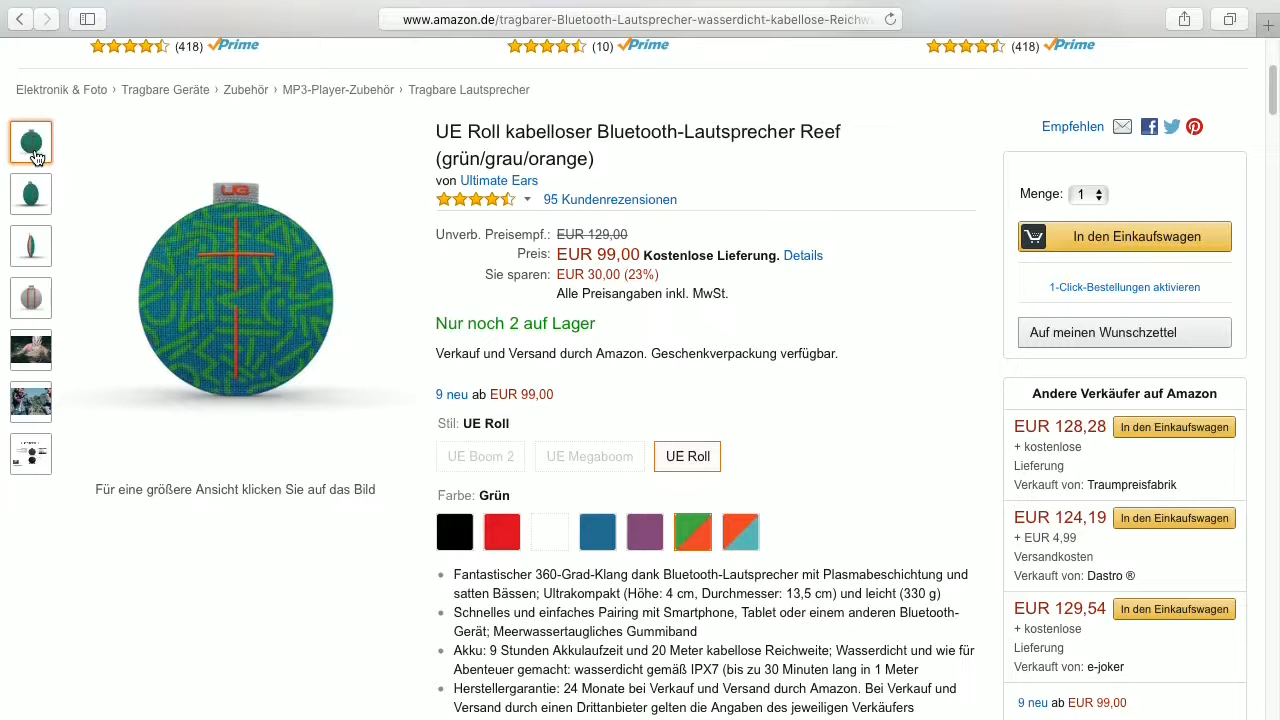 www.amazon.de/tragbarer-Bluetooth-Lautsprecher-wasserdicht-kabellose-Reichw
(418) Prime
(10) Prime
(418) Prime
Elektronik & Foto › Tragbare Geräte › Zubehör › MP3-Player-Zubehör › Tragbare Lautsprecher
UE Roll kabelloser Bluetooth-Lautsprecher Reef
(grün/grau/orange)
von Ultimate Ears
95 Kundenrezensionen
Unverb. Preisempf.: EUR 129,00
Preis: EUR 99,00 Kostenlose Lieferung. Details
Sie sparen: EUR 30,00 (23%)
Alle Preisangaben inkl. MwSt.
Nur noch 2 auf Lager
Verkauf und Versand durch Amazon. Geschenkverpackung verfügbar.
9 neu ab EUR 99,00
Stil: UE Roll
UE Boom 2
UE Megaboom
UE Roll
Farbe: Grün
Für eine größere Ansicht klicken Sie auf das Bild
Fantastischer 360-Grad-Klang dank Bluetooth-Lautsprecher mit Plasmabeschichtung und
satten Bässen; Ultrakompakt (Höhe: 4 cm, Durchmesser: 13,5 cm) und leicht (330 g)
Schnelles und einfaches Pairing mit Smartphone, Tablet oder einem anderen Bluetooth-
Gerät; Meerwassertaugliches Gummiband
Akku: 9 Stunden Akkulaufzeit und 20 Meter kabellose Reichweite; Wasserdicht und wie für
Abenteuer gemacht: wasserdicht gemäß IPX7 (bis zu 30 Minuten lang in 1 Meter
Herstellergarantie: 24 Monate bei Verkauf und Versand durch Amazon. Bei Verkauf und
Versand durch einen Drittanbieter gelten die Angaben des jeweiligen Verkäufers
Empfehlen
Menge: 1
In den Einkaufswagen
1-Click-Bestellungen aktivieren
Auf meinen Wunschzettel
Andere Verkäufer auf Amazon
EUR 128,28 In den Einkaufswagen
+ kostenlose
Lieferung
Verkauft von: Traumpreisfabrik
EUR 124,19 In den Einkaufswagen
+ EUR 4,99
Versandkosten
Verkauft von: Dastro ®
EUR 129,54 In den Einkaufswagen
+ kostenlose
Lieferung
Verkauft von: e-joker
9 neu ab EUR 99,00